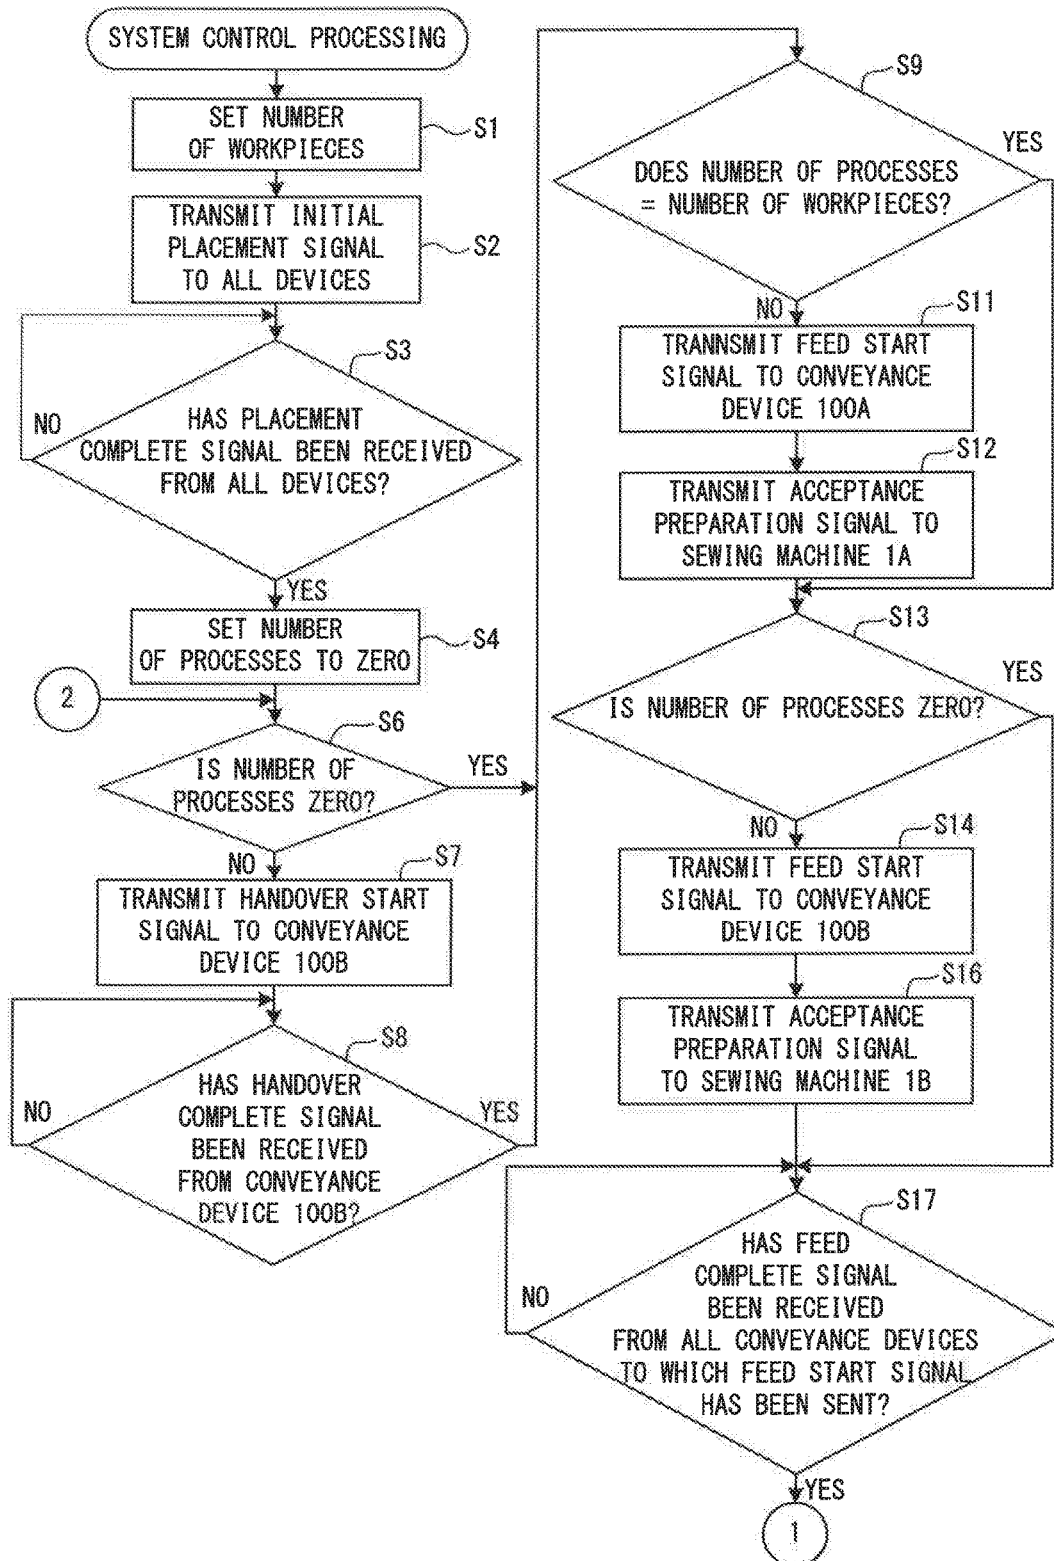 SYSTEM CONTROL PROCESSING
SET NUMBER
OF WORKPIECES
S1
TRANSMIT INITIAL
PLACEMENT SIGNAL
TO ALL DEVICES
S2
S3
NO
HAS PLACEMENT
COMPLETE SIGNAL BEEN RECEIVED
FROM ALL DEVICES?
YES
SET NUMBER
OF PROCESSES TO ZERO
S4
2
S6
IS NUMBER OF
PROCESSES ZERO?
YES
NO
S7
TRANSMIT HANDOVER START
SIGNAL TO CONVEYANCE
DEVICE 100B
S8
NO
HAS HANDOVER
COMPLETE SIGNAL
BEEN RECEIVED
FROM CONVEYANCE
DEVICE 100B?
YES
S9
YES
DOES NUMBER OF PROCESSES
= NUMBER OF WORKPIECES?
NO
S11
TRANNSMIT FEED START
SIGNAL TO CONVEYANCE
DEVICE 100A
S12
TRANSMIT ACCEPTANCE
PREPARATION SIGNAL TO
SEWING MACHINE 1A
S13
YES
IS NUMBER OF PROCESSES ZERO?
NO
S14
TRANSMIT FEED START
SIGNAL TO CONVEYANCE
DEVICE 100B
S16
TRANSMIT ACCEPTANCE
PREPARATION SIGNAL
TO SEWING MACHINE 1B
S17
NO
HAS FEED
COMPLETE SIGNAL
BEEN RECEIVED
FROM ALL CONVEYANCE DEVICES
TO WHICH FEED START SIGNAL
HAS BEEN SENT?
YES
1